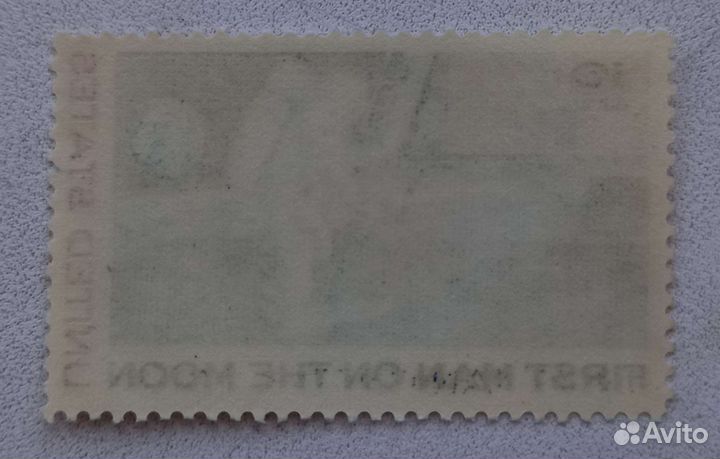 UNITED STATES
10
FIRST MAN ON THE MOON
Avito